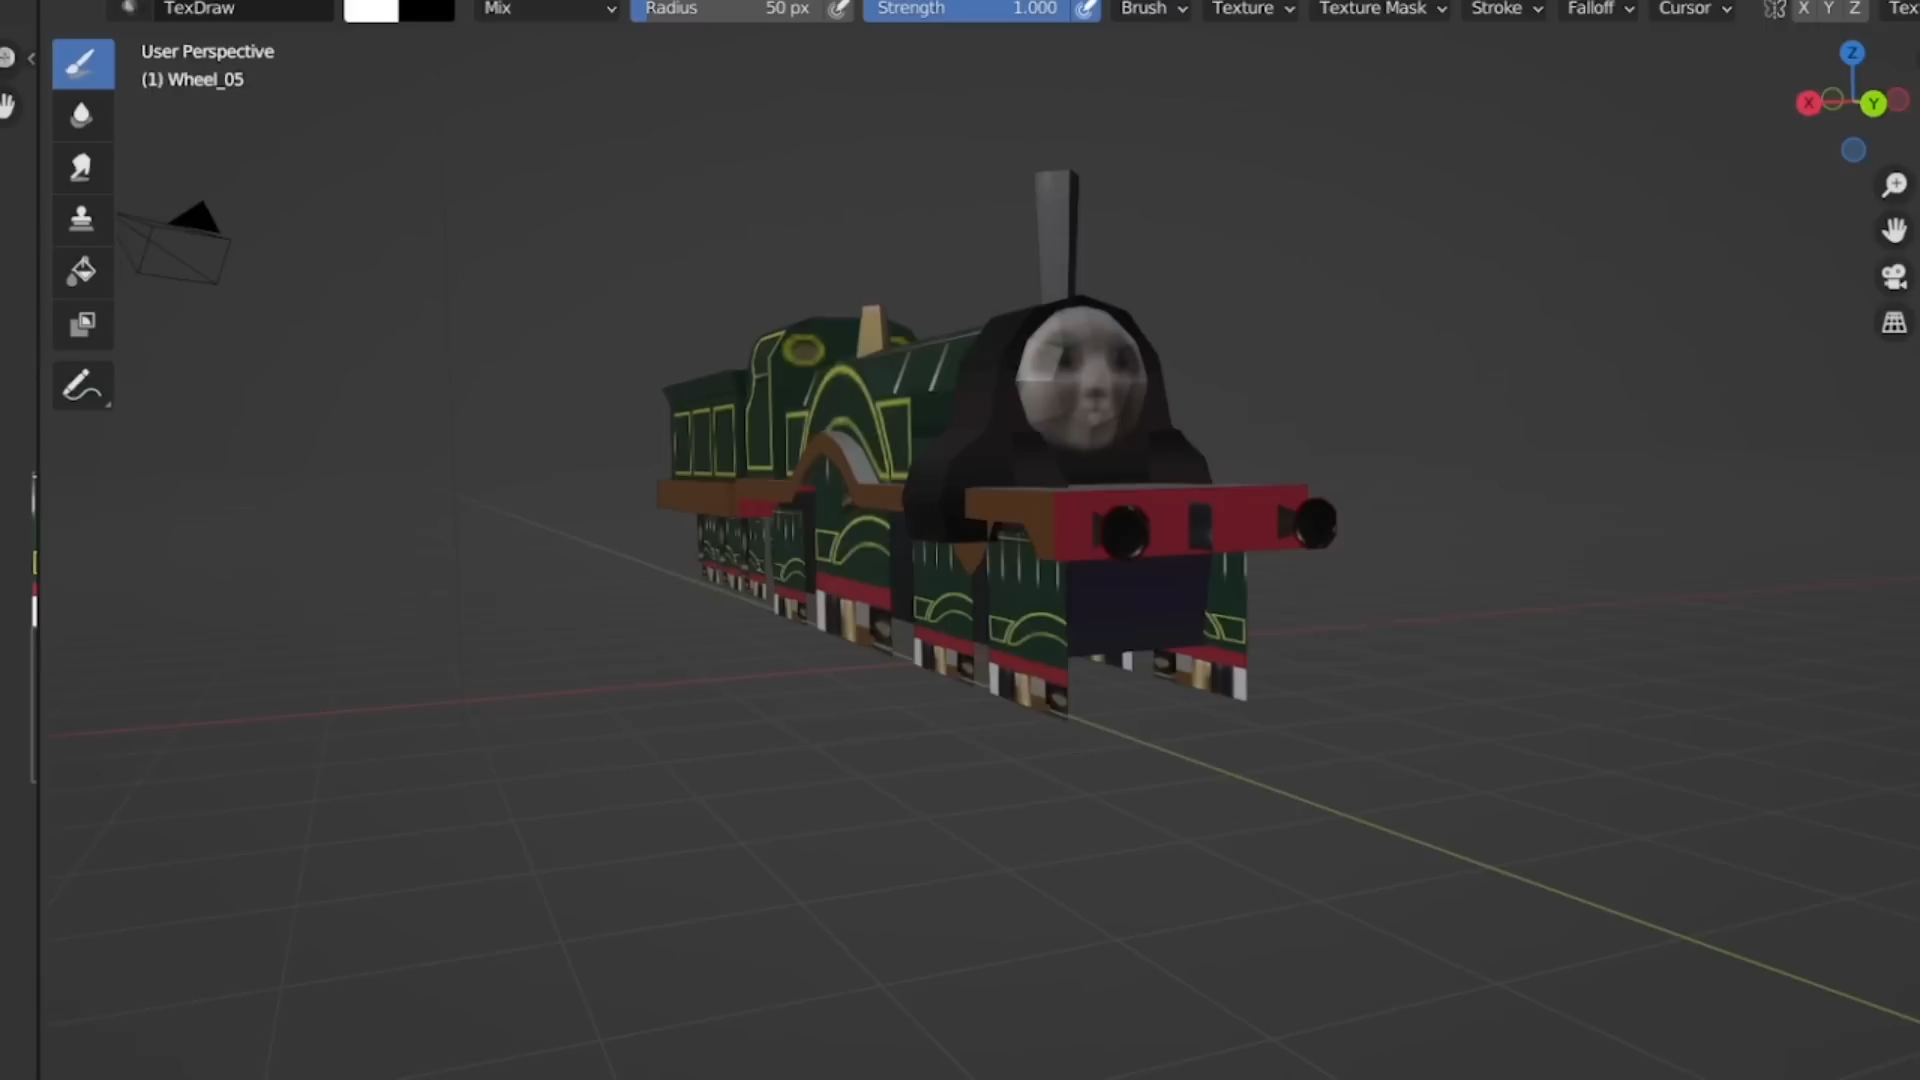 TexDraw Mix Radius 50 px Strength 1.000 Brush Texture Texture Mask Stroke Falloff Cursor X Y Z Tex
User Perspective
(1) Wheel_05
Z
X Y